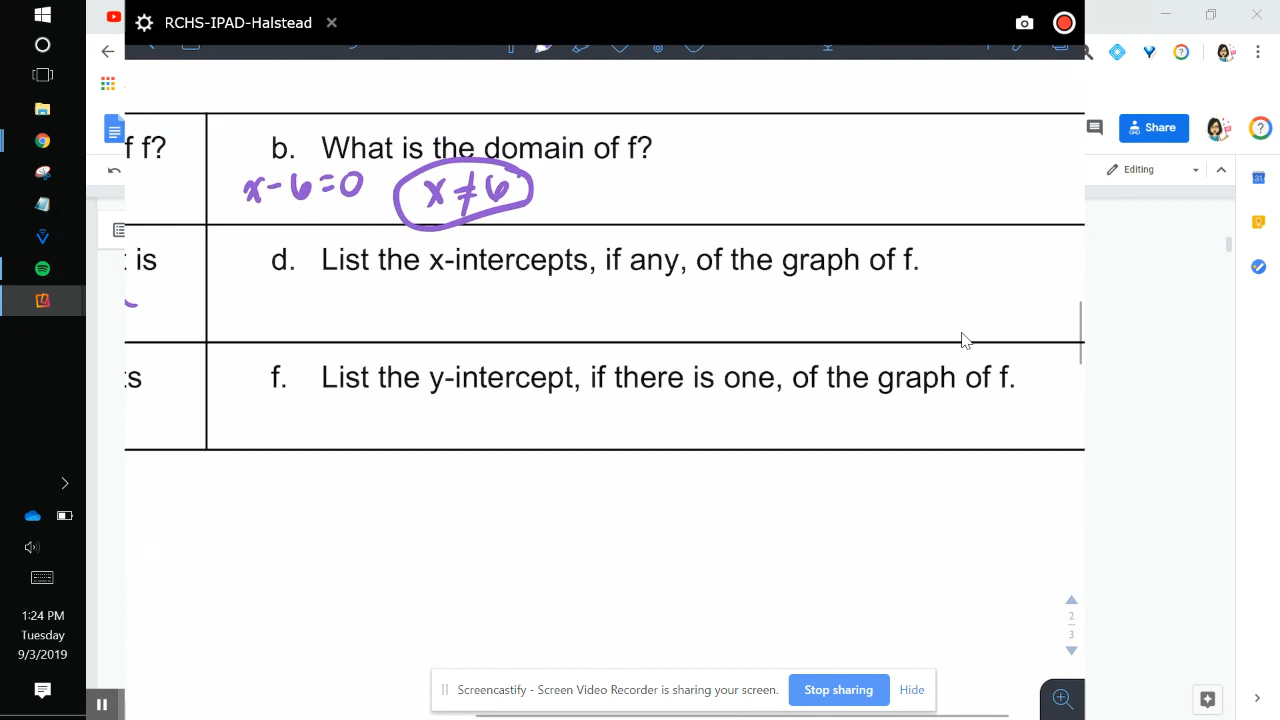 RCHS-IPAD-Halstead
Share
Editing
f f?
b. What is the domain of f?
x-6=0 x≠6
is
d. List the x-intercepts, if any, of the graph of f.
ts
f. List the y-intercept, if there is one, of the graph of f.
1:24 PM
Tuesday
9/3/2019
2
3
Screencastify - Screen Video Recorder is sharing your screen. Stop sharing Hide